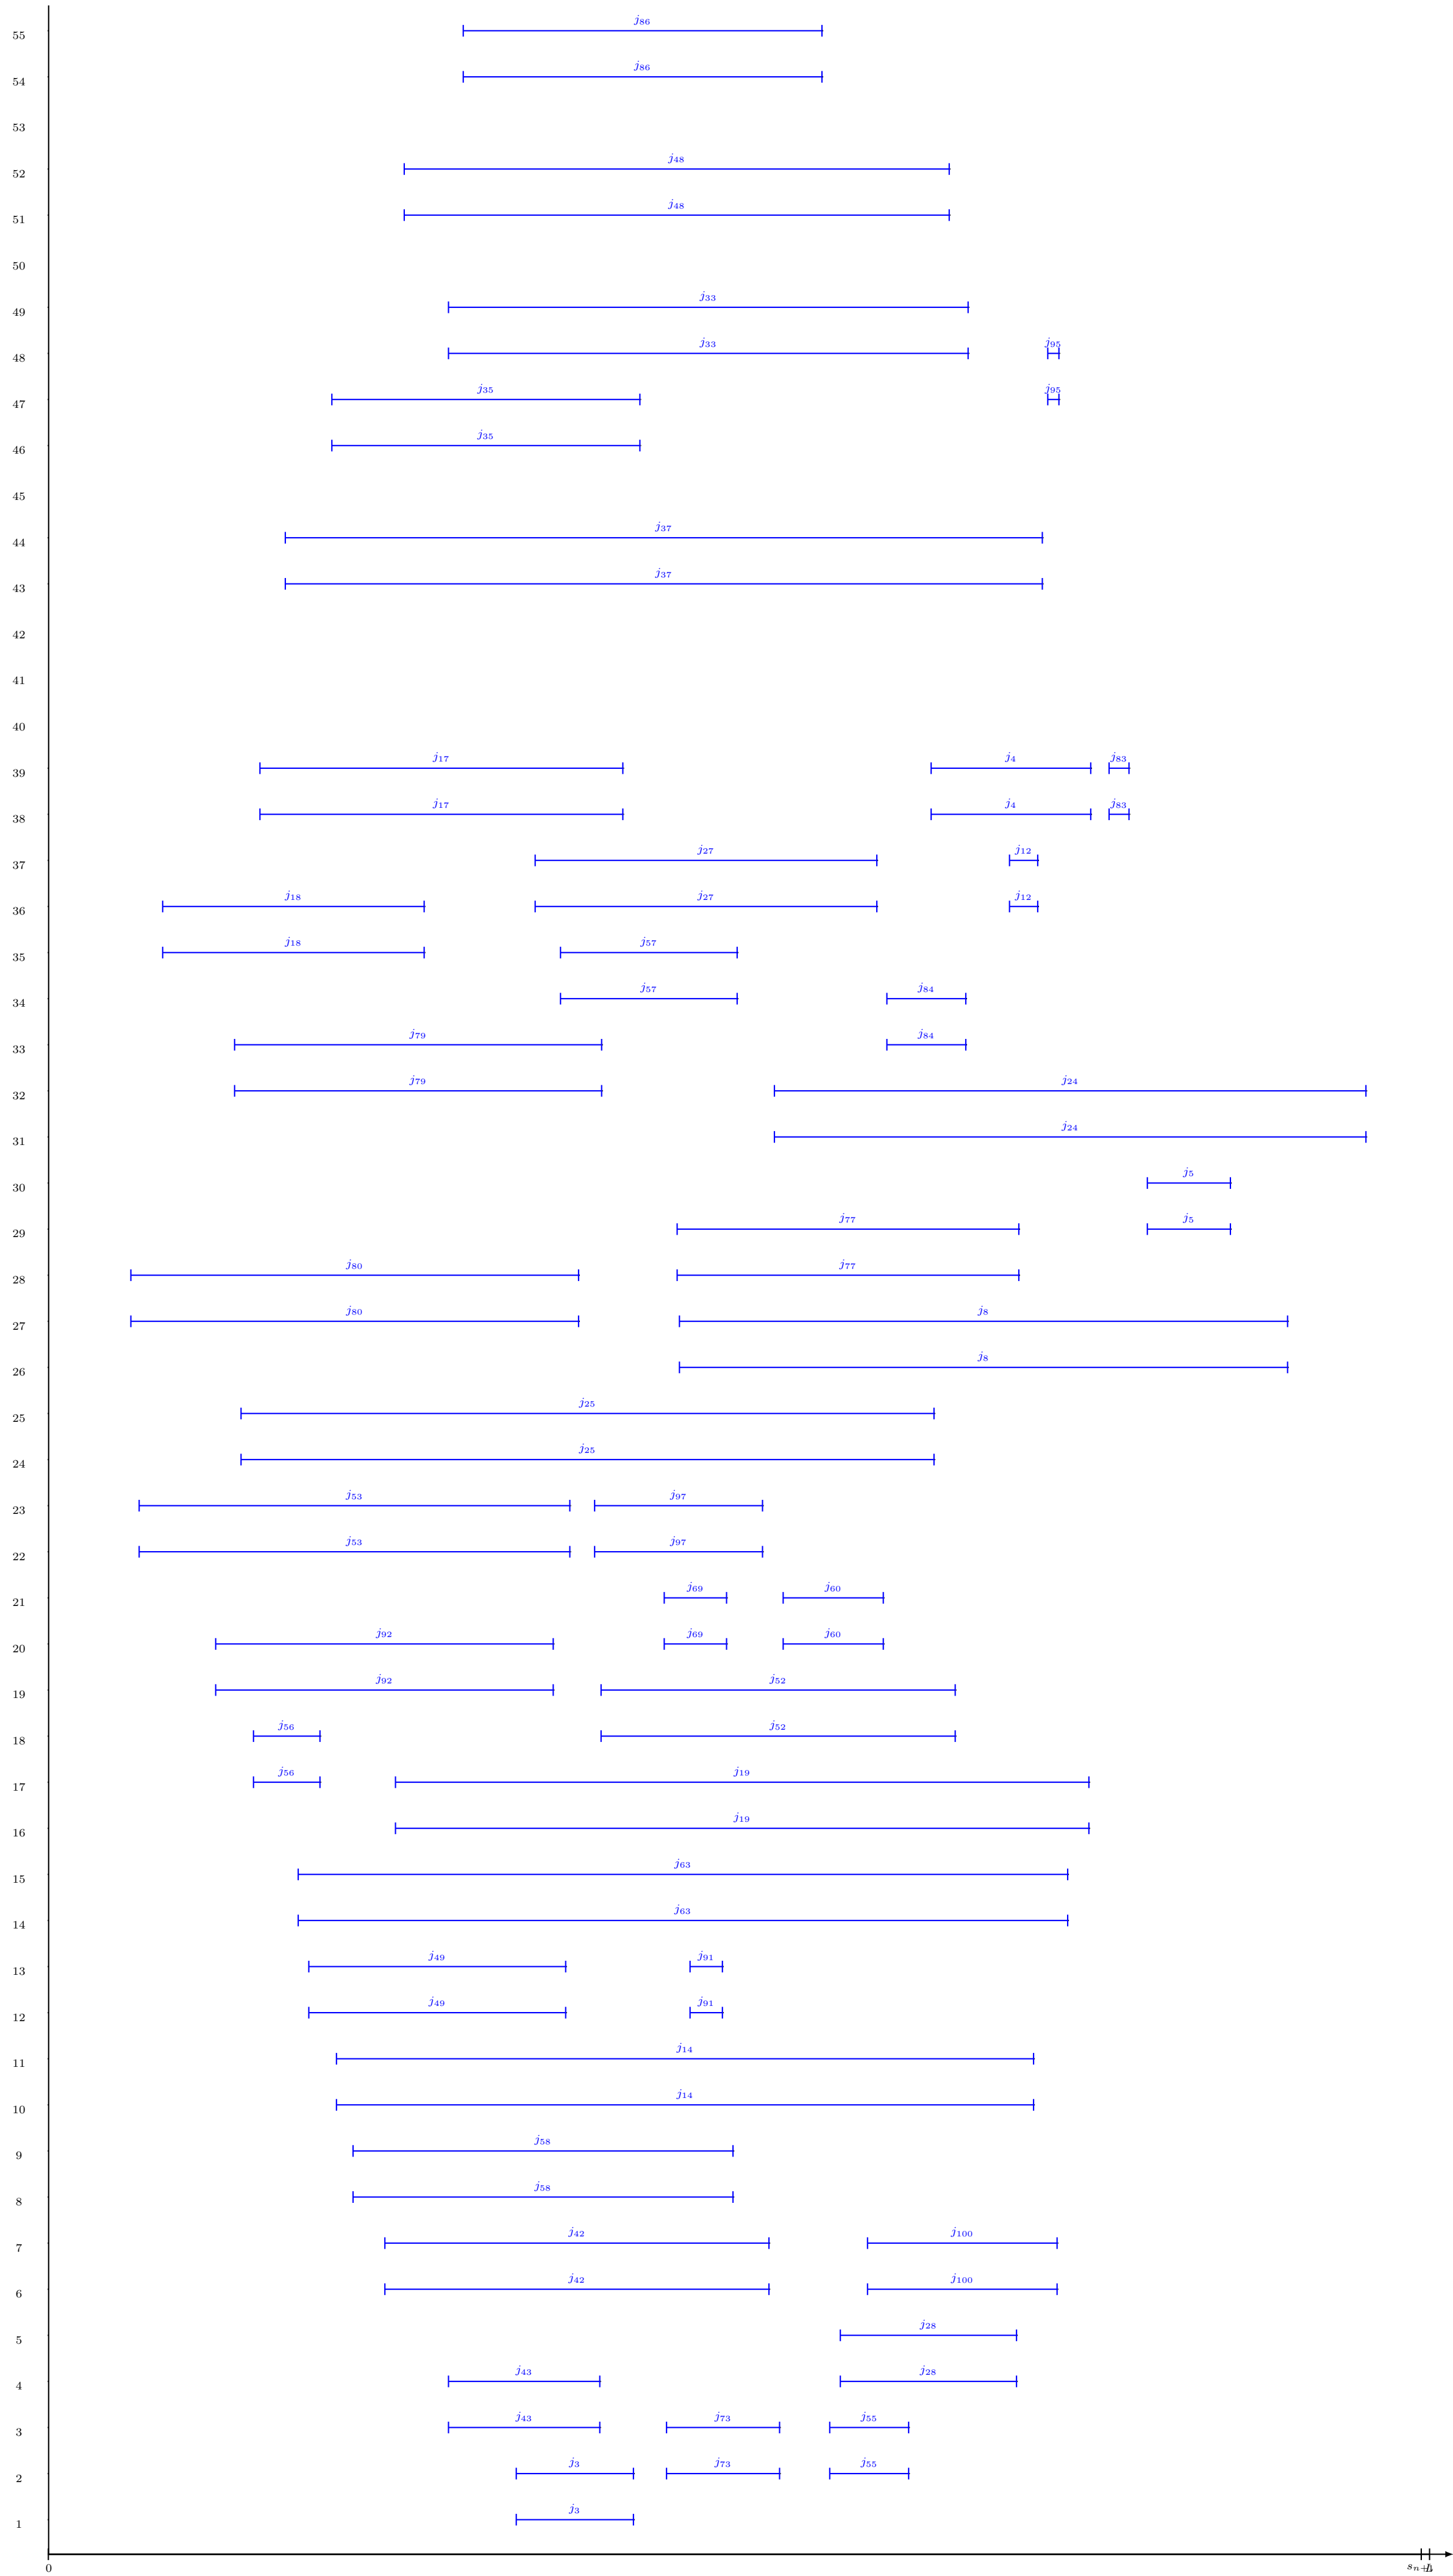 j₈₆
55
j₈₆
54
53
j₄₈
52
j₄₈
51
50
j₃₃
49
j₃₃ j₉₅
48
j₃₅ j₉₅
47
j₃₅
46
45
j₃₇
44
j₃₇
43
42
41
40
j₁₇ j₄ j₈₃
39
j₁₇ j₄ j₈₃
38
j₂₇ j₁₂
37
j₁₈ j₂₇ j₁₂
36
j₁₈ j₅₇
35
j₅₇ j₈₄
34
j₇₉ j₈₄
33
j₇₉ j₂₄
32
j₂₄
31
j₅
30
j₇₇ j₅
29
j₈₀ j₇₇
28
j₈₀ j₈
27
j₈
26
j₂₅
25
j₂₅
24
j₅₃ j₉₇
23
j₅₃ j₉₇
22
j₆₉ j₆₀
21
j₉₂ j₆₉ j₆₀
20
j₉₂ j₅₂
19
j₅₆ j₅₂
18
j₅₆ j₁₉
17
j₁₉
16
j₆₃
15
j₆₃
14
j₄₉ j₉₁
13
j₄₉ j₉₁
12
j₁₄
11
j₁₄
10
j₅₈
9
j₅₈
8
j₄₂ j₁₀₀
7
j₄₂ j₁₀₀
6
j₂₈
5
j₄₃ j₂₈
4
j₄₃ j₇₃ j₅₅
3
j₃ j₇₃ j₅₅
2
j₃
1
0